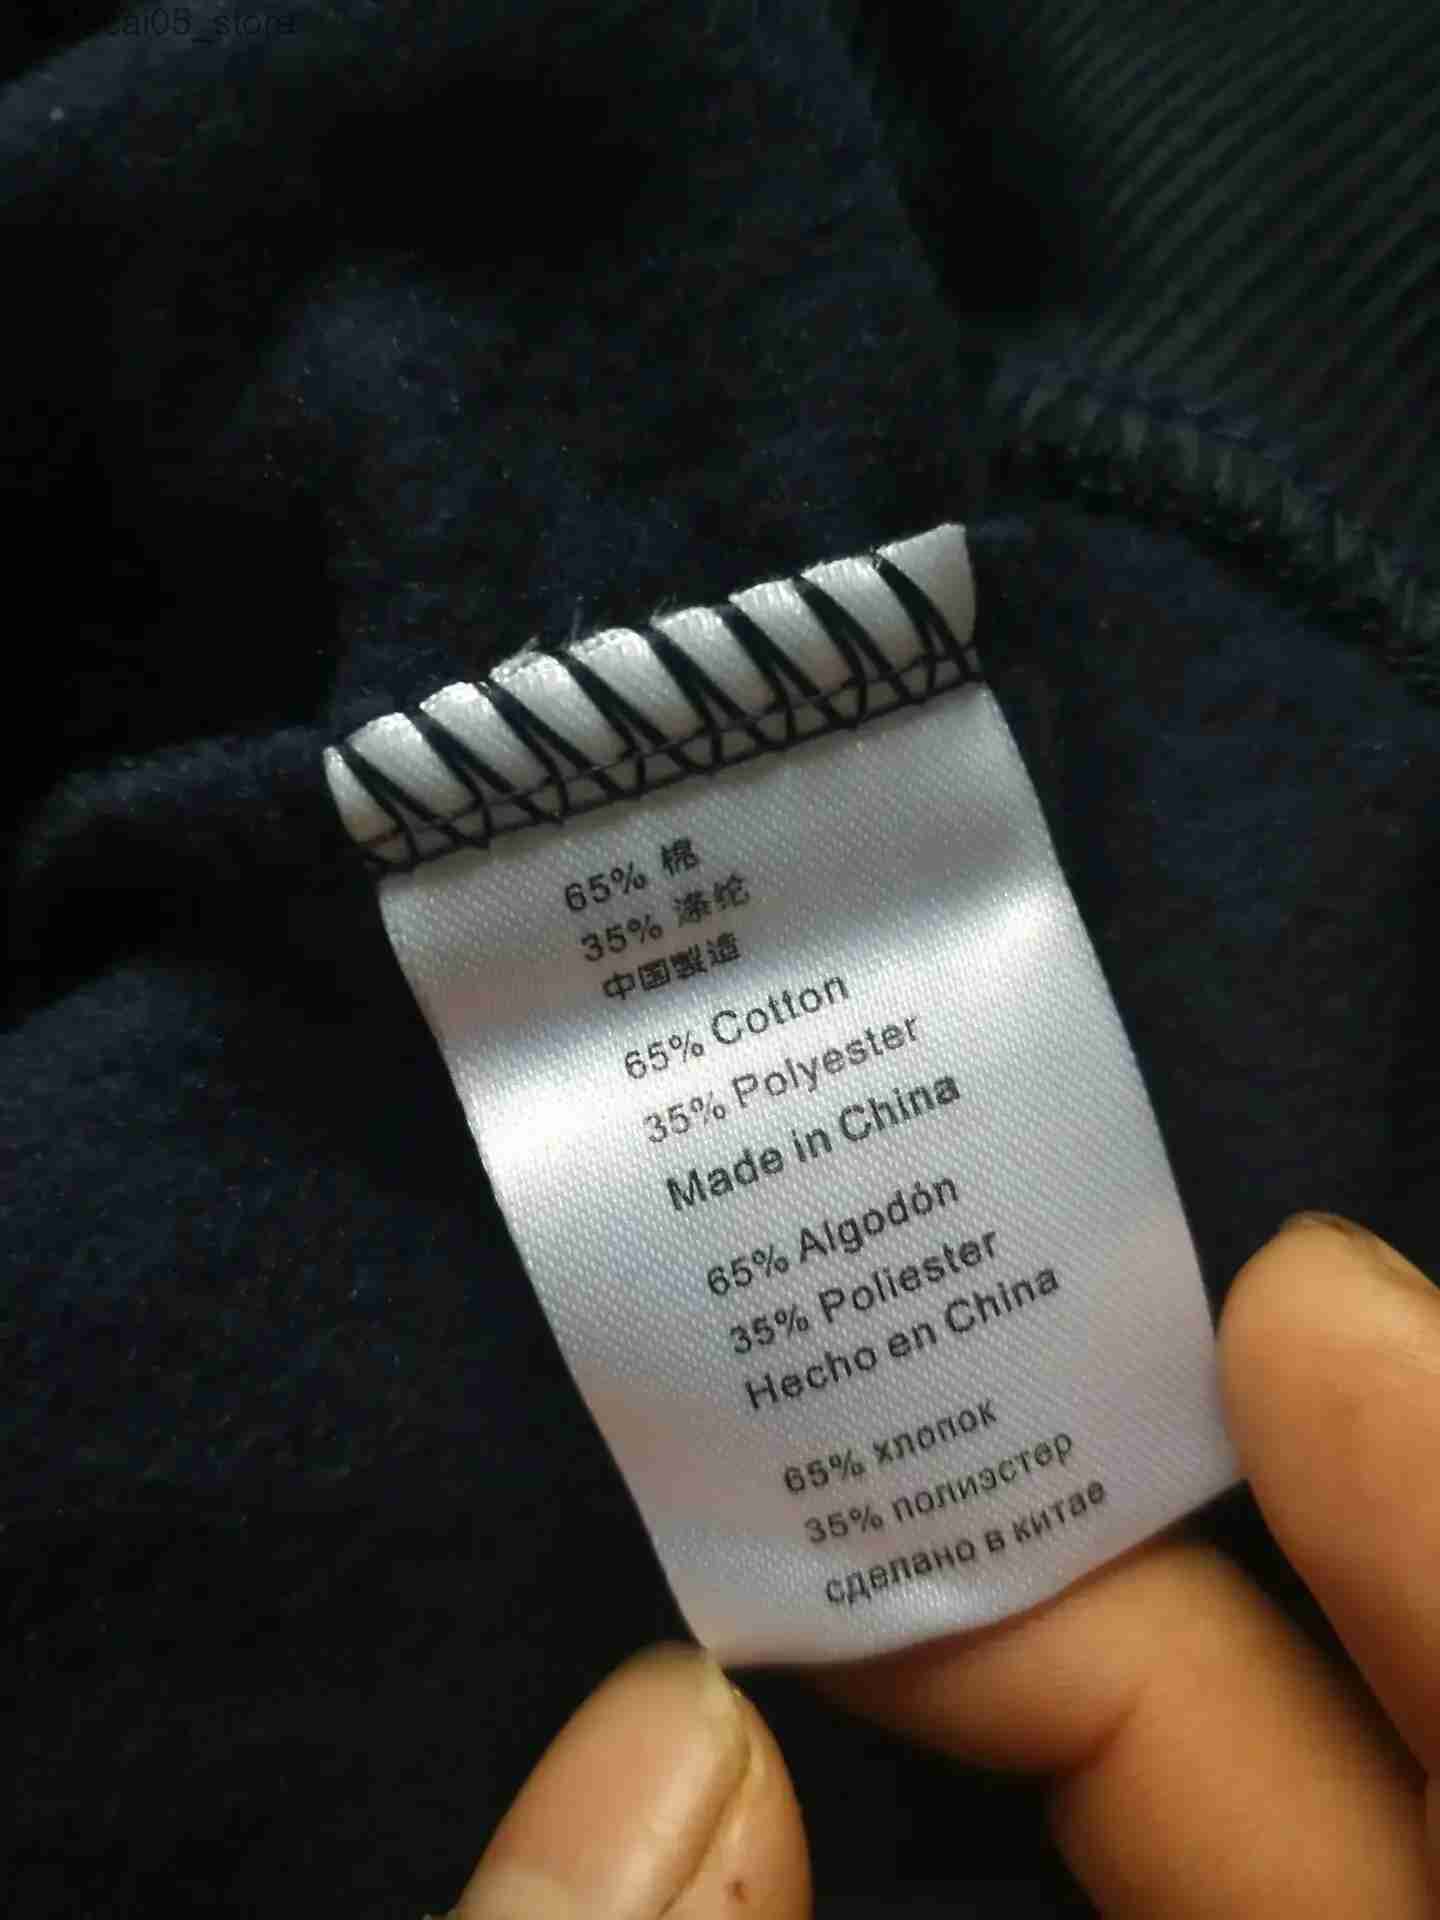 65% 棉
35% 涤纶
中国製造
65% Cotton
35% Polyester
Made in China
65% Algodón
35% Poliester
Hecho en China
65% хлопок
35% полиэстер
сделано в китае